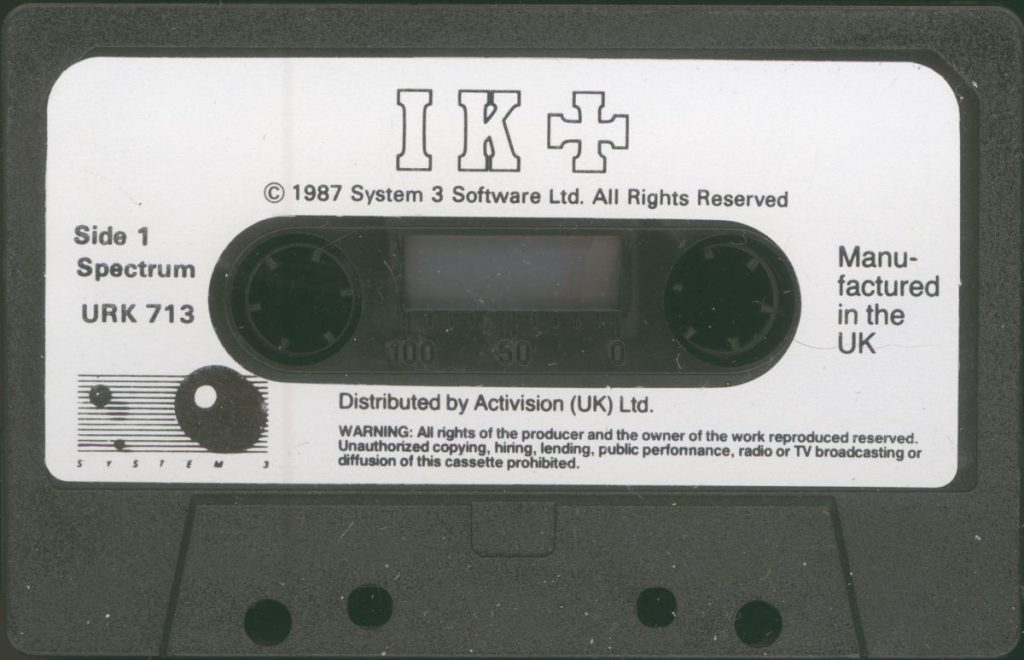 IK+
© 1987 System 3 Software Ltd. All Rights Reserved
Side 1
Spectrum
URK 713
Manu-
factured
in the
UK
100 50 0
SYSTEM 3
Distributed by Activision (UK) Ltd.
WARNING: All rights of the producer and the owner of the work reproduced reserved.
Unauthorized copying, hiring, lending, public performance, radio or TV broadcasting or
diffusion of this cassette prohibited.